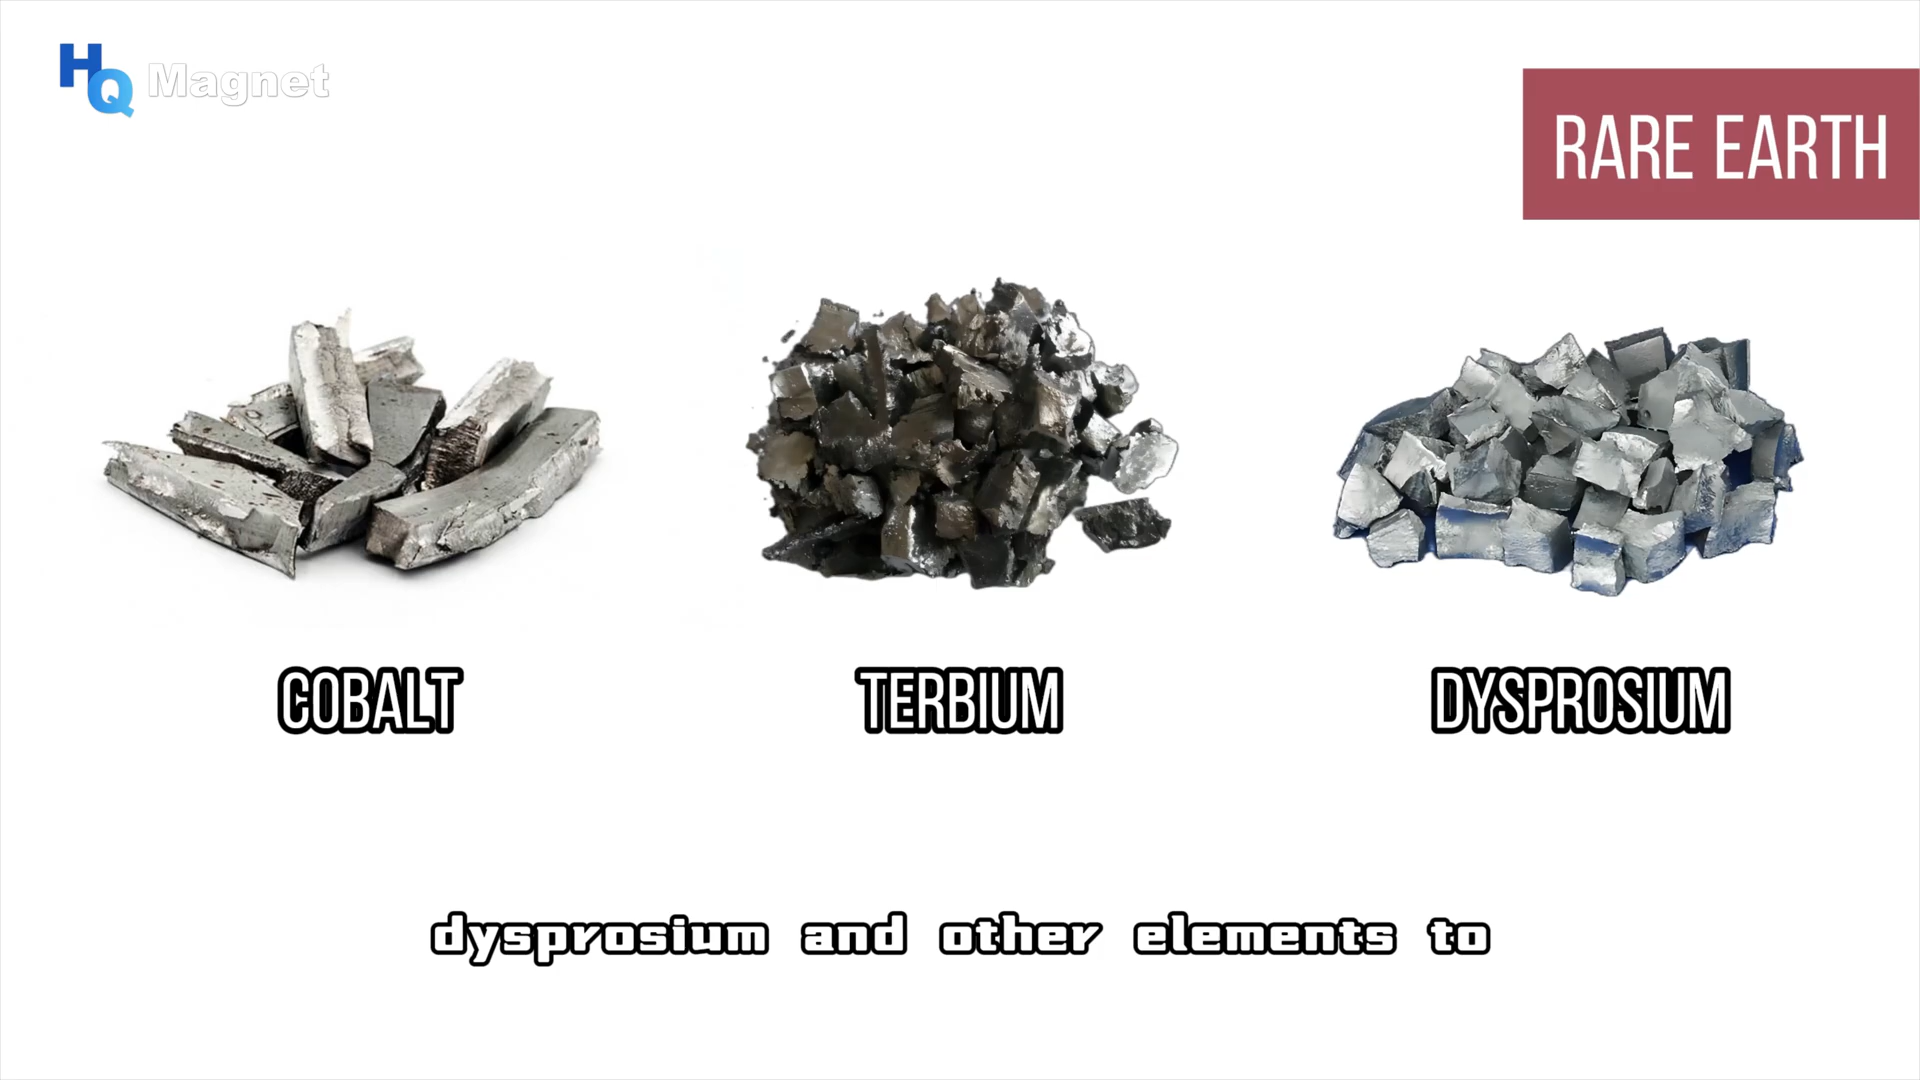 HQ Magnet
RARE EARTH
COBALT
TERBIUM
DYSPROSIUM
dysprosium and other elements to